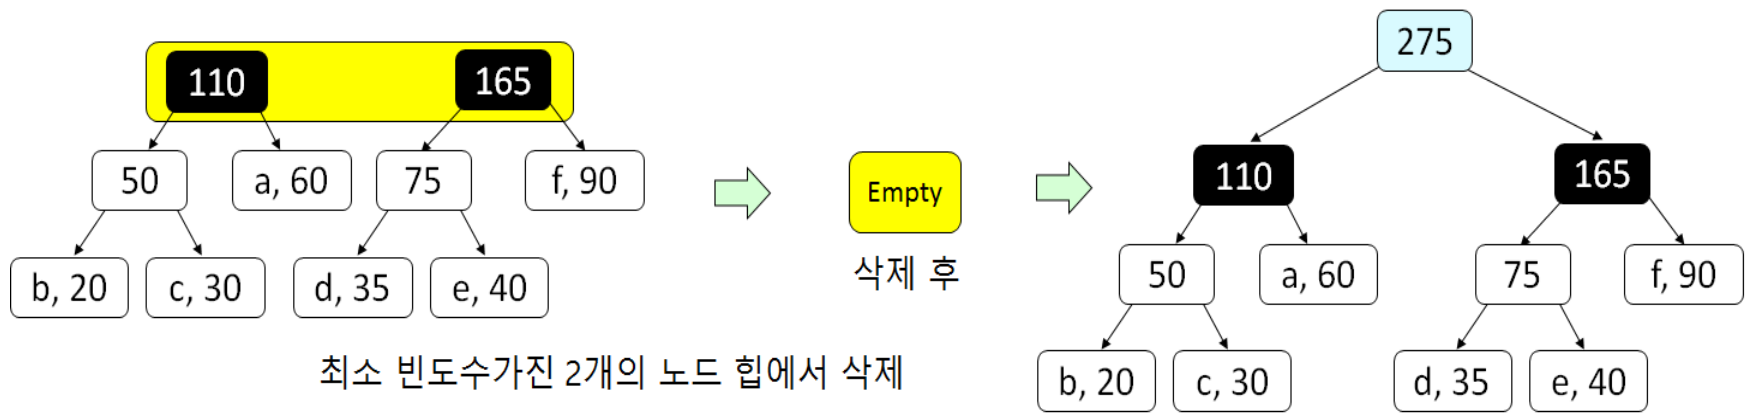 110
165
50
a, 60
75
f, 90
b, 20
c, 30
d, 35
e, 40
Empty
삭제 후
최소 빈도수가진 2개의 노드 힙에서 삭제
275
110
165
50
a, 60
75
f, 90
b, 20
c, 30
d, 35
e, 40